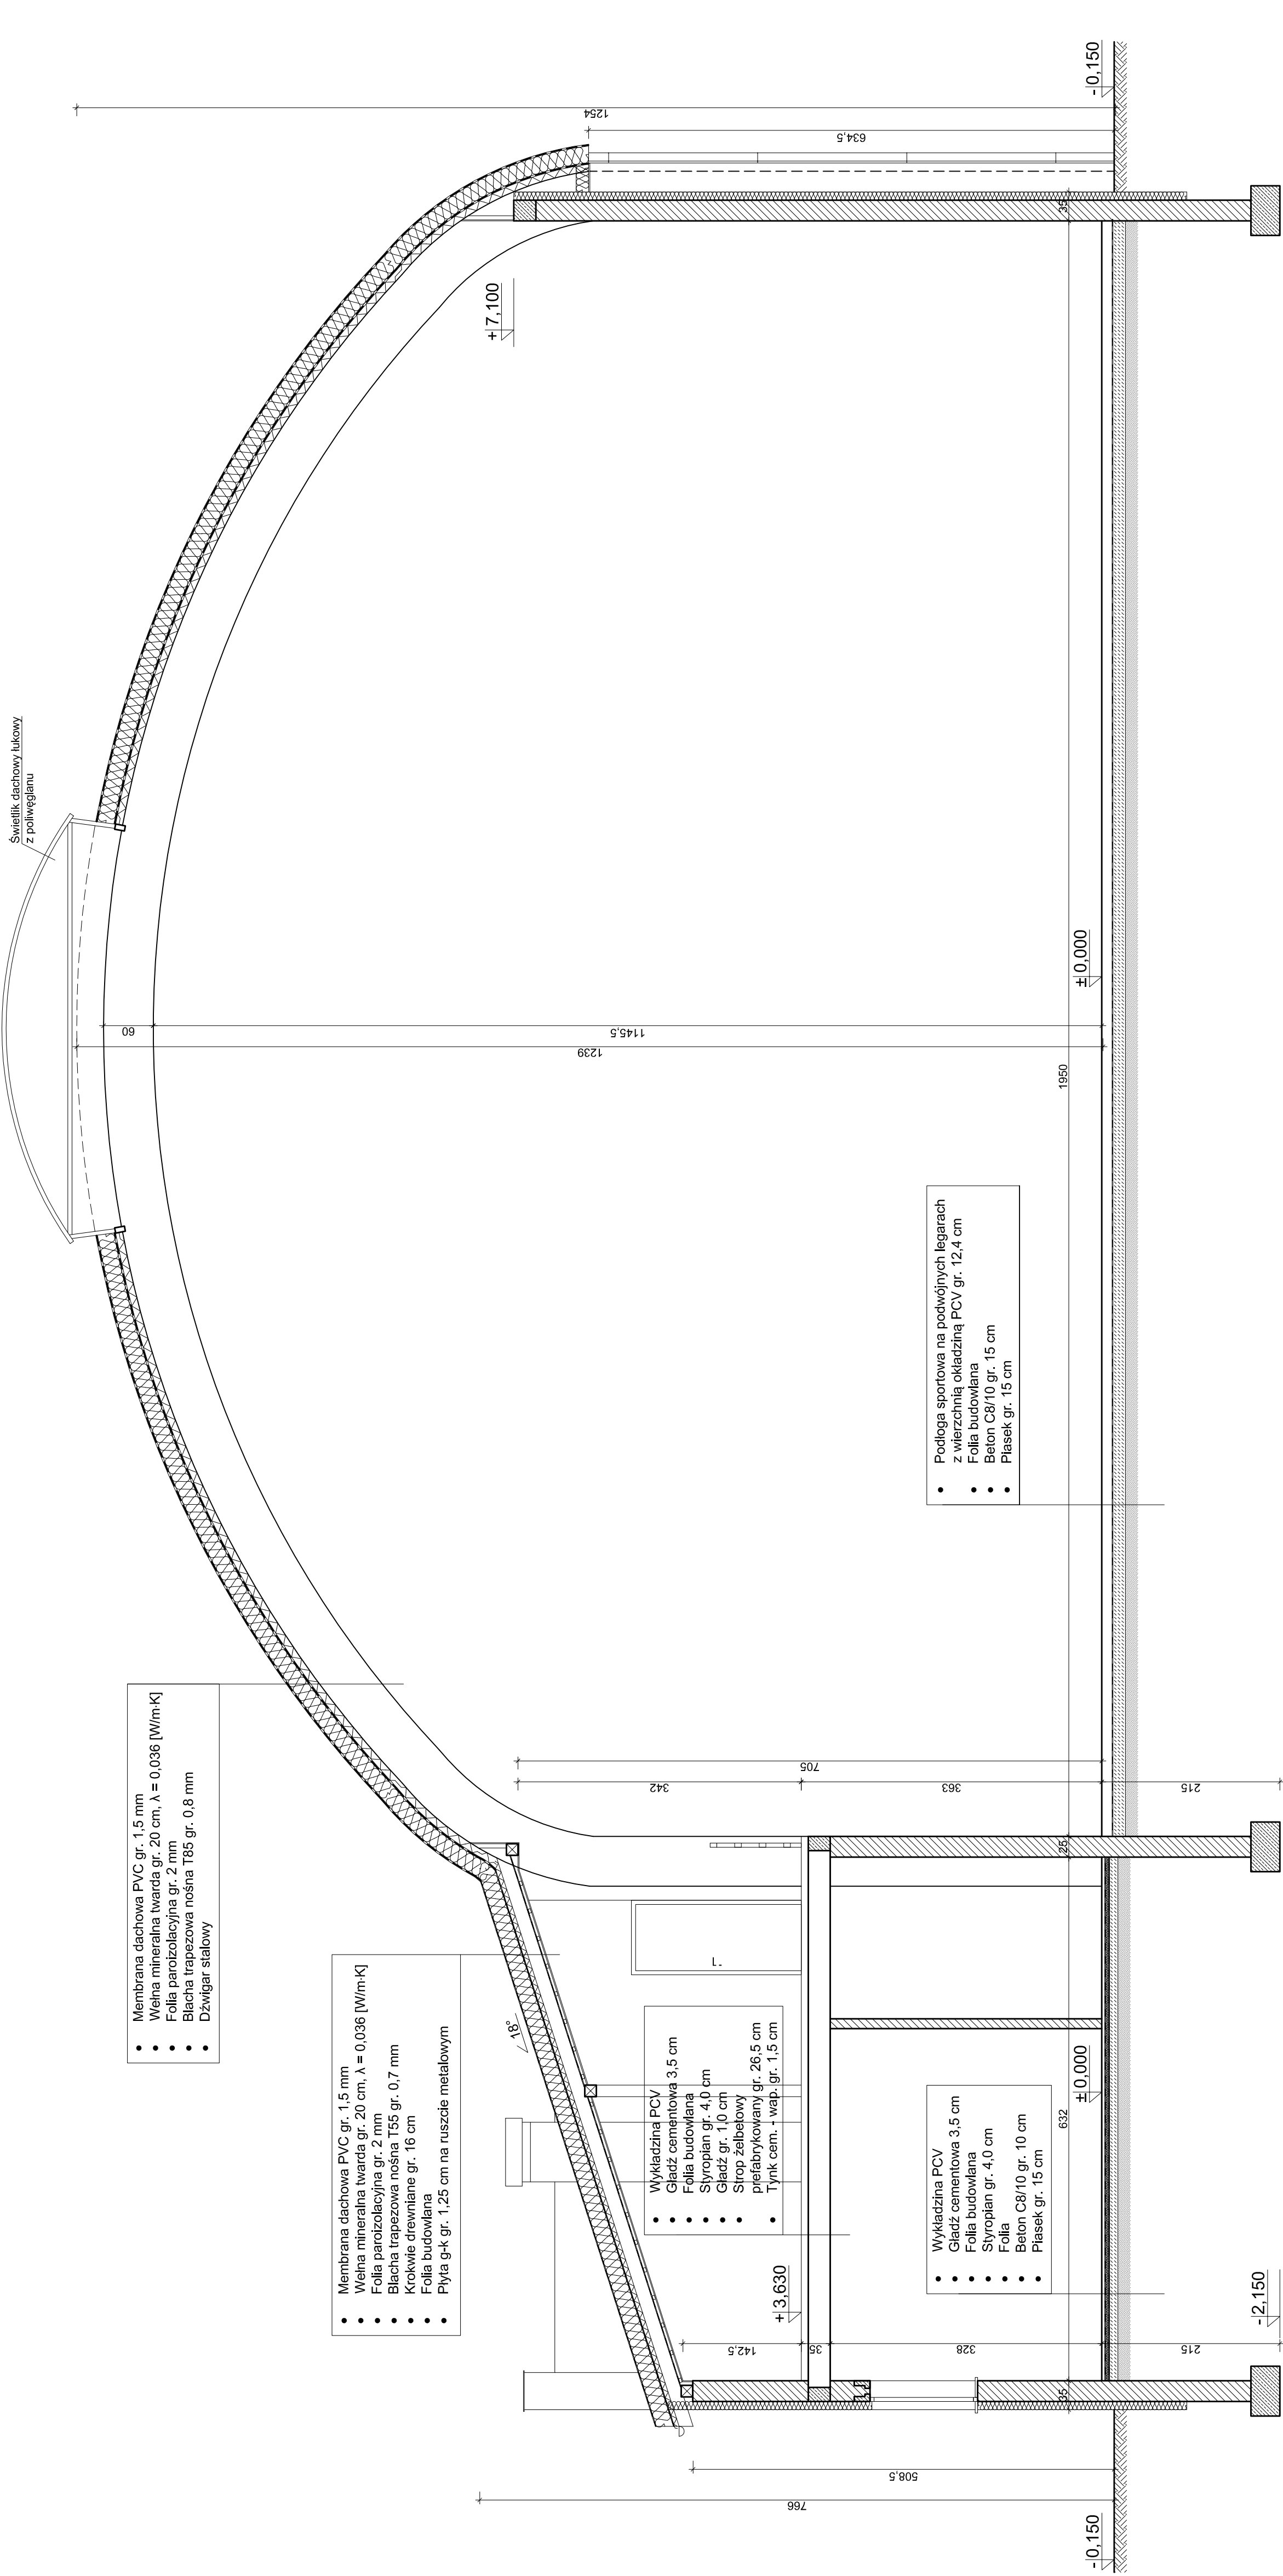 Świetlik dachowy łukowy
z poliwęglanu
• Membrana dachowa PVC gr. 1,5 mm
• Wełna mineralna twarda gr. 20 cm, λ = 0,036 [W/m·K]
• Folia paroizolacyjna gr. 2 mm
• Blacha trapezowa nośna T85 gr. 0,8 mm
• Dźwigar stalowy
• Membrana dachowa PVC gr. 1,5 mm
• Wełna mineralna twarda gr. 20 cm, λ = 0,036 [W/m·K]
• Folia paroizolacyjna gr. 2 mm
• Blacha trapezowa nośna T55 gr. 0,7 mm
• Krokwie drewniane gr. 16 cm
• Folia budowlana
• Płyta g-k gr. 1,25 cm na ruszcie metalowym
18°
• Wykładzina PCV
• Gładź cementowa 3,5 cm
• Folia budowlana
• Styropian gr. 4,0 cm
• Gładź gr. 1,0 cm
• Strop żelbetowy
prefabrykowany gr. 26,5 cm
• Tynk cem. - wap. gr. 1,5 cm
• Wykładzina PCV
• Gładź cementowa 3,5 cm
• Folia budowlana
• Styropian gr. 4,0 cm
• Folia
• Beton C8/10 gr. 10 cm
• Piasek gr. 15 cm
• Podłoga sportowa na podwójnych legarach
z wierzchnią okładziną PCV gr. 12,4 cm
• Folia budowlana
• Beton C8/10 gr. 15 cm
• Piasek gr. 15 cm
+7,100
+3,630
±0,000
±0,000
-0,150
-0,150
-2,150
766
508,5
142,5
35
328
215
35
632
25
1950
35
342
363
215
705
60
1145,5
1239
634,5
1254